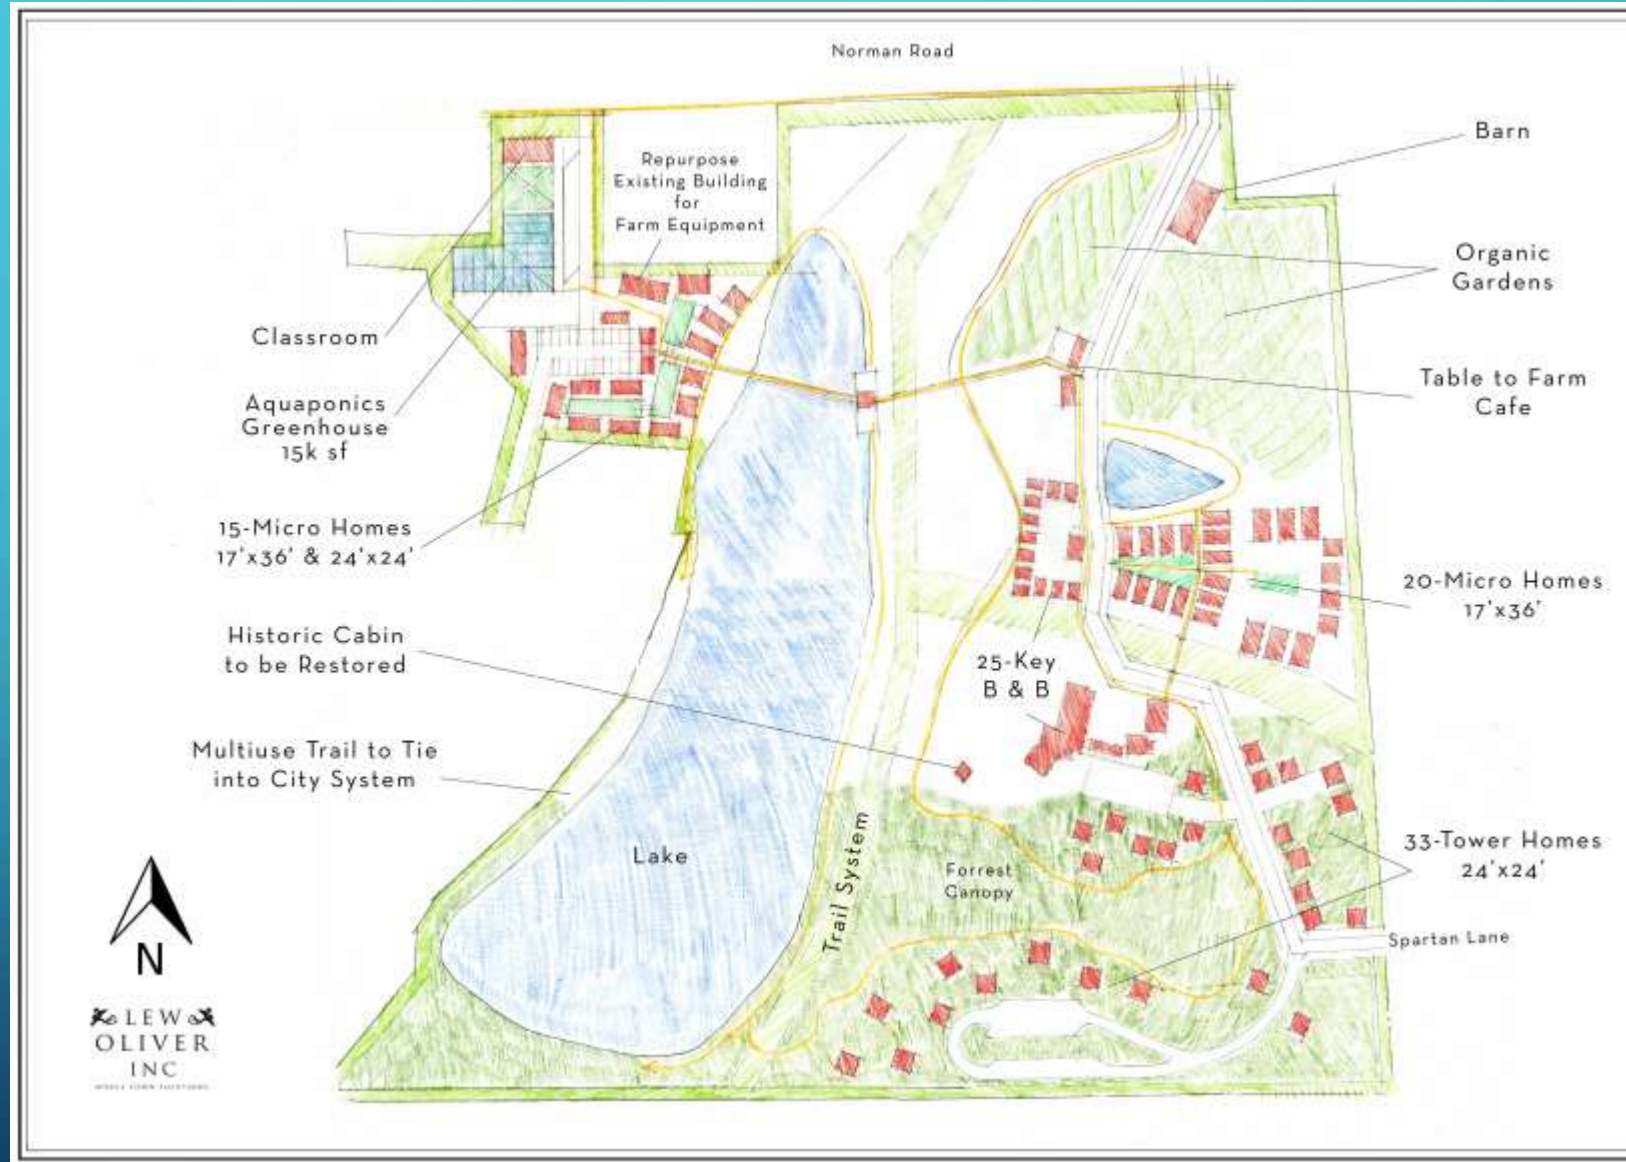 Norman Road
Barn
Repurpose
Existing Building
for
Farm Equipment
Organic
Gardens
Classroom
Table to Farm
Cafe
Aquaponics
Greenhouse
15k sf
15-Micro Homes
17'x36' & 24'x24'
20-Micro Homes
17'x36'
Historic Cabin
to be Restored
25-Key
B & B
Multiuse Trail to Tie
into City System
Lake
Trail System
Forrest
Canopy
33-Tower Homes
24'x24'
Spartan Lane
N
LEW
OLIVER
INC